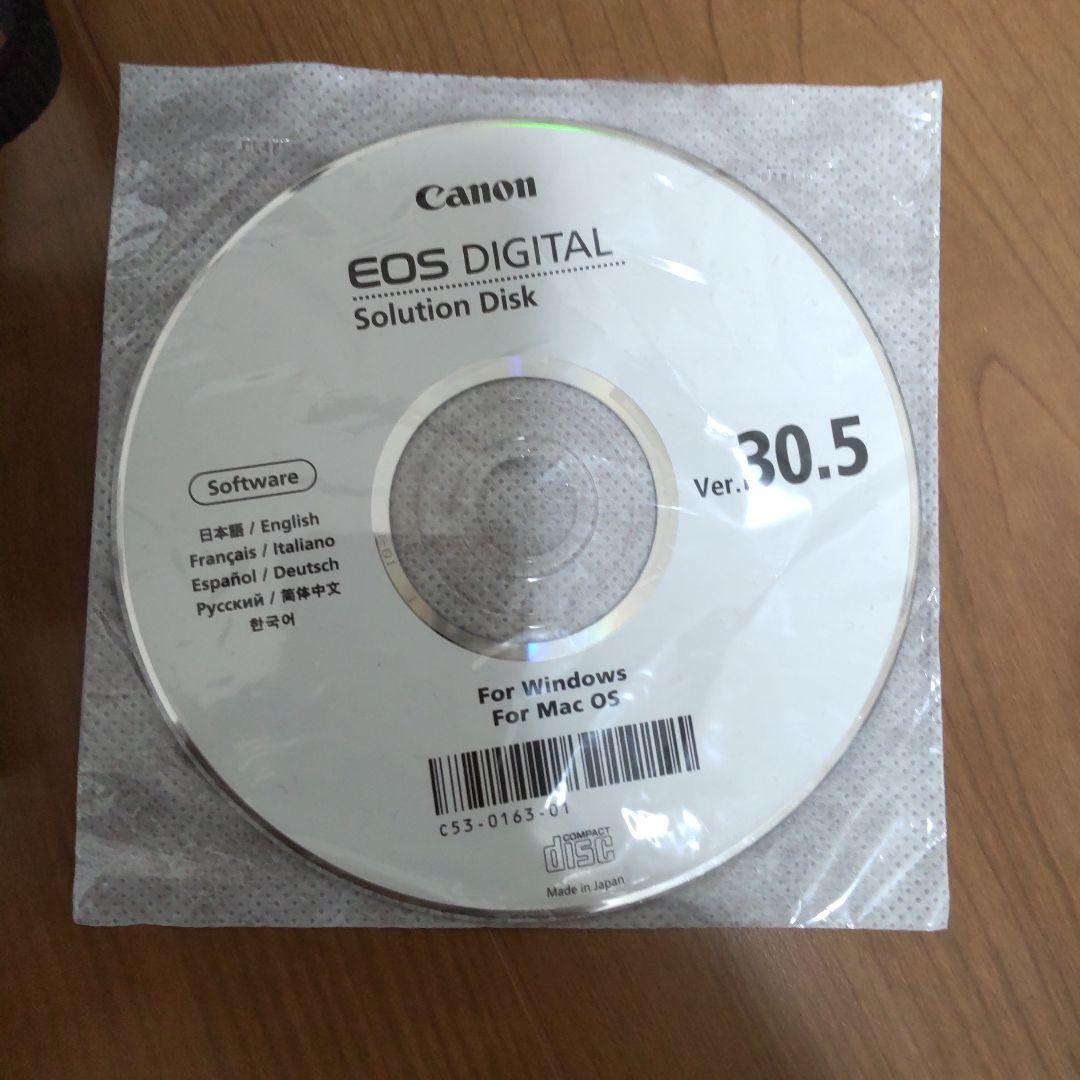 Canon
EOS DIGITAL
Solution Disk
Ver. 30.5
Software
日本語 / English
Français / Italiano
Español / Deutsch
Русский / 简体中文
한국어
For Windows
For Mac OS
C53-0163-01
COMPACT
disc
Made in Japan